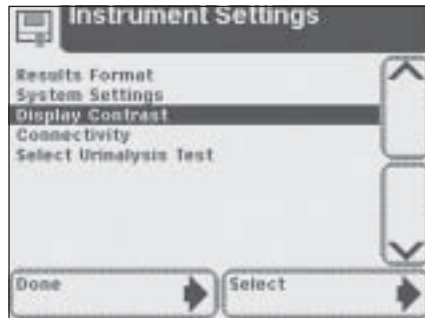 Instrument Settings
Results Format
System Settings
Display Contrast
Connectivity
Select Urinalysis Test
Done
Select